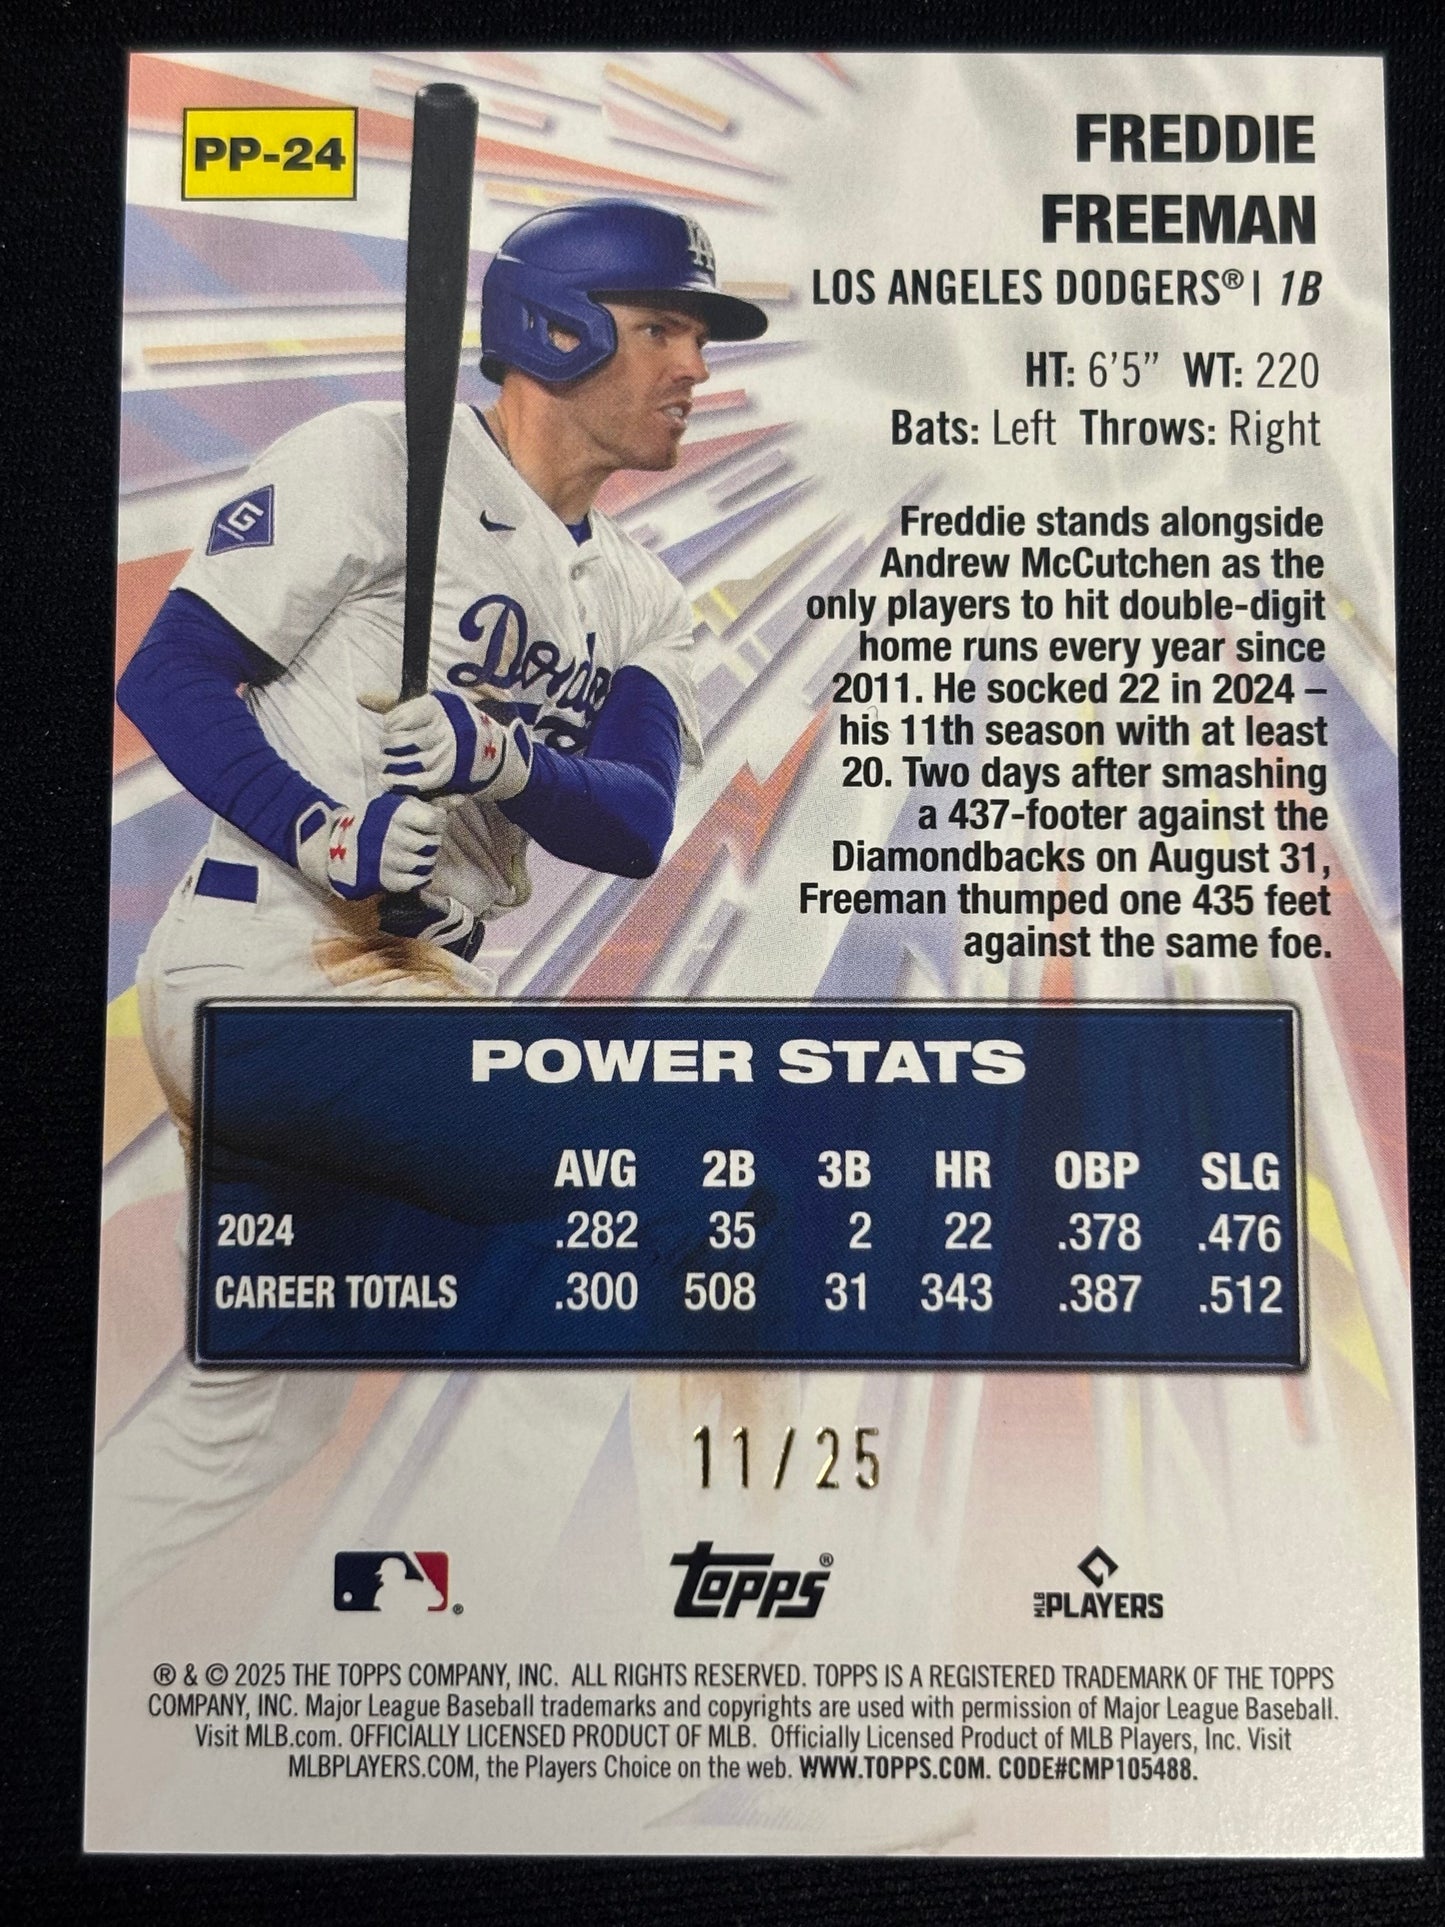 PP-24
FREDDIE
FREEMAN
LOS ANGELES DODGERS® | 1B
HT: 6'5" WT: 220
Bats: Left Throws: Right
LA
G
Dodgers
Freddie stands alongside
Andrew McCutchen as the
only players to hit double-digit
home runs every year since
2011. He socked 22 in 2024 –
his 11th season with at least
20. Two days after smashing
a 437-footer against the
Diamondbacks on August 31,
Freeman thumped one 435 feet
against the same foe.
POWER STATS
AVG 2B 3B HR OBP SLG
2024 .282 35 2 22 .378 .476
CAREER TOTALS .300 508 31 343 .387 .512
11/25
® Topps® MLB PLAYERS
® & © 2025 THE TOPPS COMPANY, INC. ALL RIGHTS RESERVED. TOPPS IS A REGISTERED TRADEMARK OF THE TOPPS
COMPANY, INC. Major League Baseball trademarks and copyrights are used with permission of Major League Baseball.
Visit MLB.com. OFFICIALLY LICENSED PRODUCT OF MLB. Officially Licensed Product of MLB Players, Inc. Visit
MLBPLAYERS.COM, the Players Choice on the web. WWW.TOPPS.COM. CODE#CMP105488.